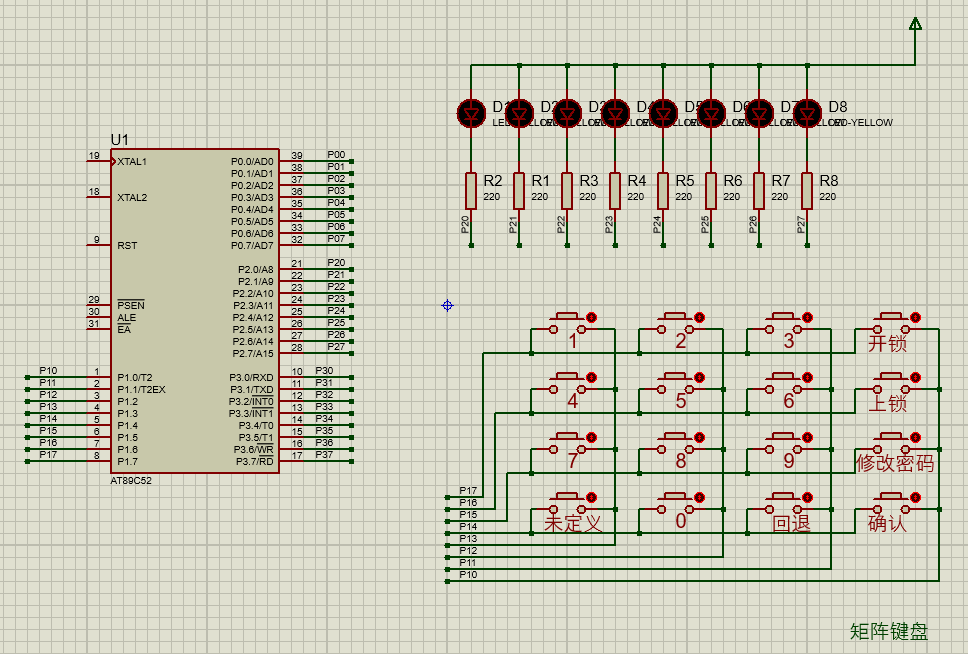 U1
19 XTAL1
18 XTAL2
9 RST
29 PSEN
30 ALE
31 EA
P0.0/AD0 39 P00
P0.1/AD1 38 P01
P0.2/AD2 37 P02
P0.3/AD3 36 P03
P0.4/AD4 35 P04
P0.5/AD5 34 P05
P0.6/AD6 33 P06
P0.7/AD7 32 P07
P2.0/A8 21 P20
P2.1/A9 22 P21
P2.2/A10 23 P22
P2.3/A11 24 P23
P2.4/A12 25 P24
P2.5/A13 26 P25
P2.6/A14 27 P26
P2.7/A15 28 P27
P10 1 P1.0/T2
P11 2 P1.1/T2EX
P12 3 P1.2
P13 4 P1.3
P14 5 P1.4
P15 6 P1.5
P16 7 P1.6
P17 8 P1.7
P3.0/RXD 10 P30
P3.1/TXD 11 P31
P3.2/INT0 12 P32
P3.3/INT1 13 P33
P3.4/T0 14 P34
P3.5/T1 15 P35
P3.6/WR 16 P36
P3.7/RD 17 P37
AT89C52
D8
LED-YELLOW
R2 R1 R3 R4 R5 R6 R7 R8
220 220 220 220 220 220 220 220
P20 P21 P22 P23 P24 P25 P26 P27
1 2 3 开锁
4 5 6 上锁
7 8 9 修改密码
未定义 0 回退 确认
P17
P16
P15
P14
P13
P12
P11
P10
矩阵键盘